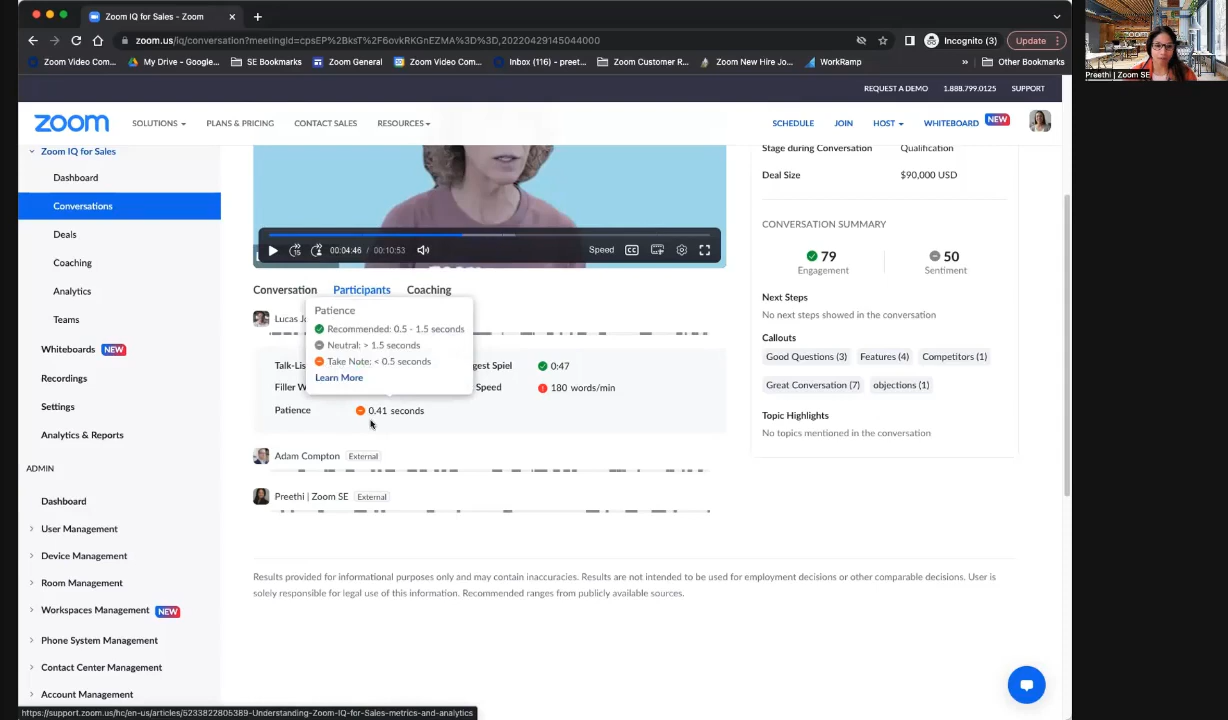 Zoom IQ for Sales - Zoom
zoom.us/iq/conversation?meetingId=cpsEP%2BksT%2F6ovkRKGnEZMA%3D%3D,20220429145044000
Incognito (3)
Update
Zoom Video Com...
My Drive - Google...
SE Bookmarks
Zoom General
Zoom Video Com...
Inbox (116) - preet...
Zoom Customer R...
Zoom New Hire Jo...
WorkRamp
»
Other Bookmarks
Preethi | Zoom SE
REQUEST A DEMO
1.888.799.0125
SUPPORT
zoom
SOLUTIONS
PLANS & PRICING
CONTACT SALES
RESOURCES
SCHEDULE
JOIN
HOST
WHITEBOARD
NEW
Zoom IQ for Sales
Dashboard
Conversations
Deals
Coaching
Analytics
Teams
Whiteboards NEW
Recordings
Settings
Analytics & Reports
ADMIN
Dashboard
User Management
Device Management
Room Management
Workspaces Management NEW
Phone System Management
Contact Center Management
Account Management
00:04:46 / 00:10:53
Speed
CC
Conversation
Participants
Coaching
Lucas
Patience
Recommended: 0.5 - 1.5 seconds
Neutral: > 1.5 seconds
Take Note: < 0.5 seconds
Learn More
Talk-Lis
gest Spiel
0:47
Filler W
Speed
180 words/min
Patience
0.41 seconds
Adam Compton External
Preethi | Zoom SE External
Results provided for informational purposes only and may contain inaccuracies. Results are not intended to be used for employment decisions or other comparable decisions. User is
solely responsible for legal use of this information. Recommended ranges from publicly available sources.
Stage during Conversation
Qualification
Deal Size
$90,000 USD
CONVERSATION SUMMARY
79
Engagement
50
Sentiment
Next Steps
No next steps showed in the conversation
Callouts
Good Questions (3)
Features (4)
Competitors (1)
Great Conversation (7)
objections (1)
Topic Highlights
No topics mentioned in the conversation
https://support.zoom.us/hc/en-us/articles/5233822805389-Understanding-Zoom-IQ-for-Sales-metrics-and-analytics